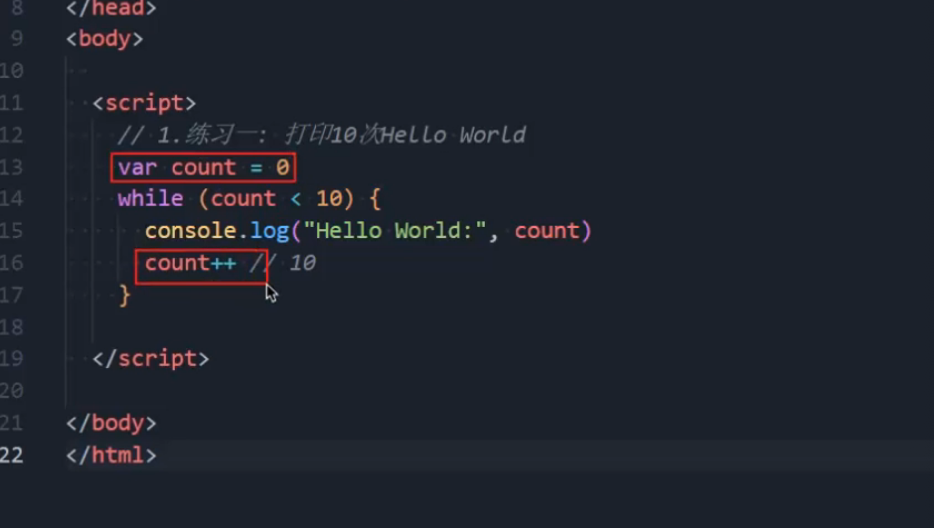 8 </head>
9 <body>
10
11 <script>
12 // 1.练习一: 打印10次Hello World
13 var count = 0
14 while (count < 10) {
15 console.log("Hello World:", count)
16 count++ // 10
17 }
18
19 </script>
20
21 </body>
22 </html>